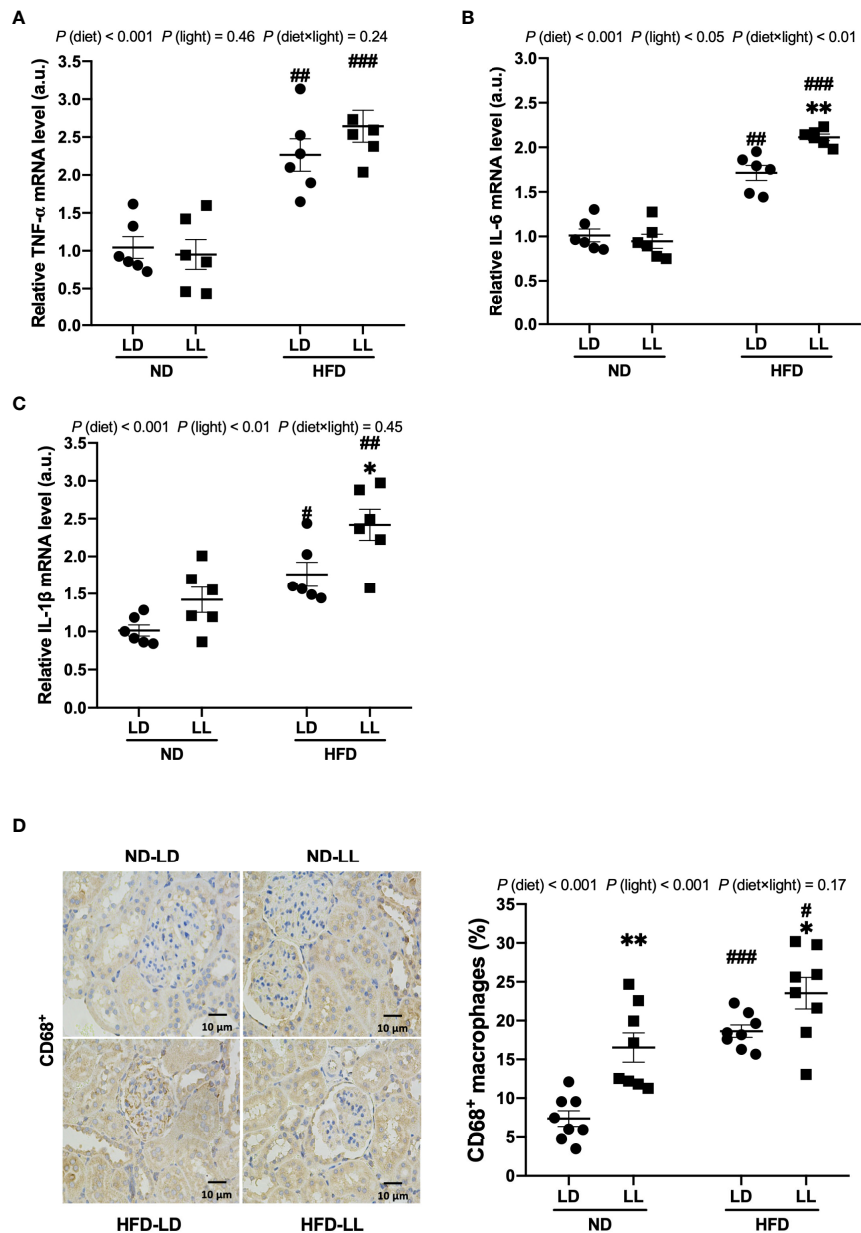 A
P (diet) < 0.001 P (light) = 0.46 P (diet×light) = 0.24
Relative TNF-α mRNA level (a.u.)
3.5
3.0
2.5
2.0
1.5
1.0
0.5
0.0
##
###
LD LL LD LL
ND HFD
B
P (diet) < 0.001 P (light) < 0.05 P (diet×light) < 0.01
Relative IL-6 mRNA level (a.u.)
3.0
2.5
2.0
1.5
1.0
0.5
0.0
##
###
**
LD LL LD LL
ND HFD
C
P (diet) < 0.001 P (light) < 0.01 P (diet×light) = 0.45
Relative IL-1β mRNA level (a.u.)
3.5
3.0
2.5
2.0
1.5
1.0
0.5
0.0
#
##
*
LD LL LD LL
ND HFD
D
ND-LD ND-LL
CD68+
10 µm 10 µm
10 µm 10 µm
HFD-LD HFD-LL
P (diet) < 0.001 P (light) < 0.001 P (diet×light) = 0.17
CD68+ macrophages (%)
35
30
25
20
15
10
5
0
**
###
#
*
LD LL LD LL
ND HFD